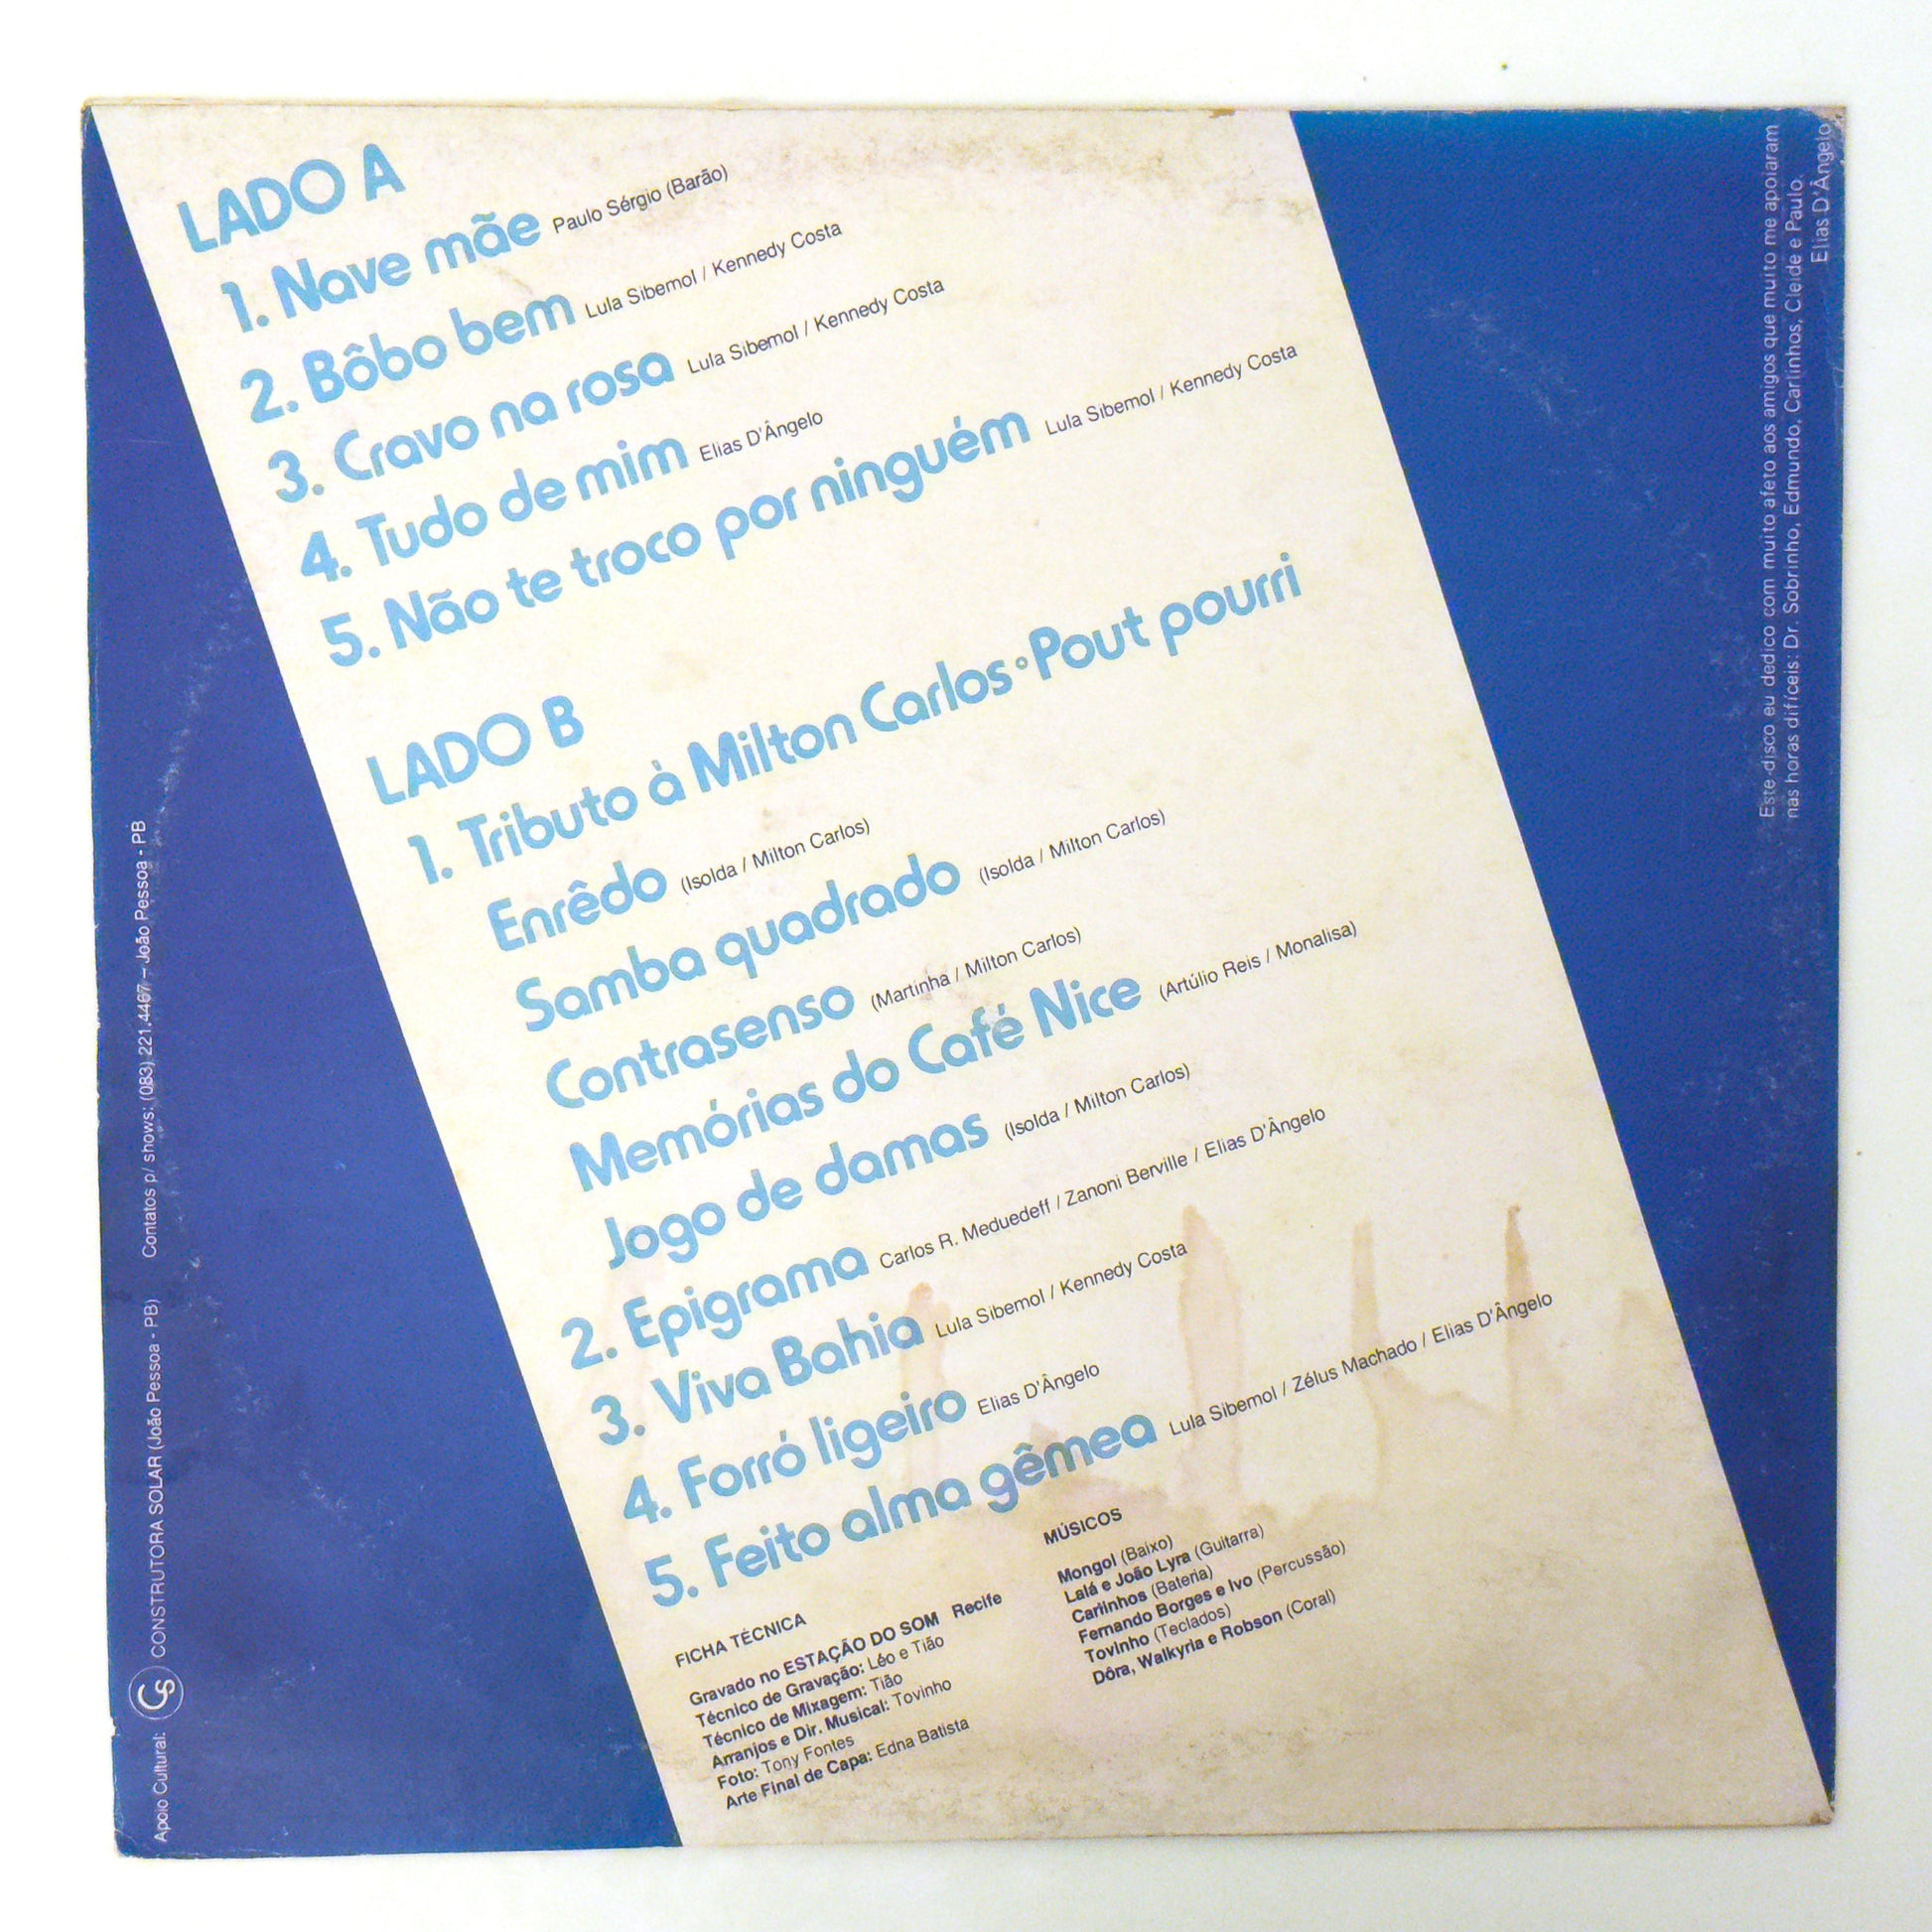 LADO A
1. Nave mãe Paulo Sérgio (Barão)
2. Bôbo bem Lula Sibemol / Kennedy Costa
3. Cravo na rosa Lula Sibemol / Kennedy Costa
4. Tudo de mim Elias D'Ângelo
5. Não te troco por ninguém Lula Sibemol / Kennedy Costa
LADO B
1. Tributo à Milton Carlos • Pout pourri
Enrêdo (Isolda / Milton Carlos)
Samba quadrado (Isolda / Milton Carlos)
Contrasenso (Martinha / Milton Carlos)
Memórias do Café Nice (Artúlio Reis / Monalisa)
Jogo de damas (Isolda / Milton Carlos)
2. Epigrama Carlos R. Meduedeff / Zanoni Berville / Elias D'Ângelo
3. Viva Bahia Lula Sibemol / Kennedy Costa
4. Forró ligeiro Elias D'Ângelo
5. Feito alma gêmea Lula Sibemol / Zélus Machado / Elias D'Ângelo
FICHA TÉCNICA
Gravado no ESTAÇÃO DO SOM Recife
Técnico de Gravação: Léo e Tião
Técnico de Mixagem: Tião
Arranjos e Dir. Musical: Tovinho
Foto: Tony Fontes
Arte Final de Capa: Edna Batista
MÚSICOS
Mongol (Baixo)
Lalá e João Lyra (Guitarra)
Carlinhos (Bateria)
Fernando Borges e Ivo (Percussão)
Tovinho (Teclados)
Dôra, Walkyria e Robson (Coral)
Apoio Cultural: CS CONSTRUTORA SOLAR (João Pessoa - PB) Contatos p/ shows: (083) 221.4467 – João Pessoa - PB
Este disco eu dedico com muito afeto aos amigos que muito me apoiaram
nas horas difíceis: Dr. Sobrinho, Edmundo, Carlinhos, Cleide e Paulo.
Elias D'Ângelo